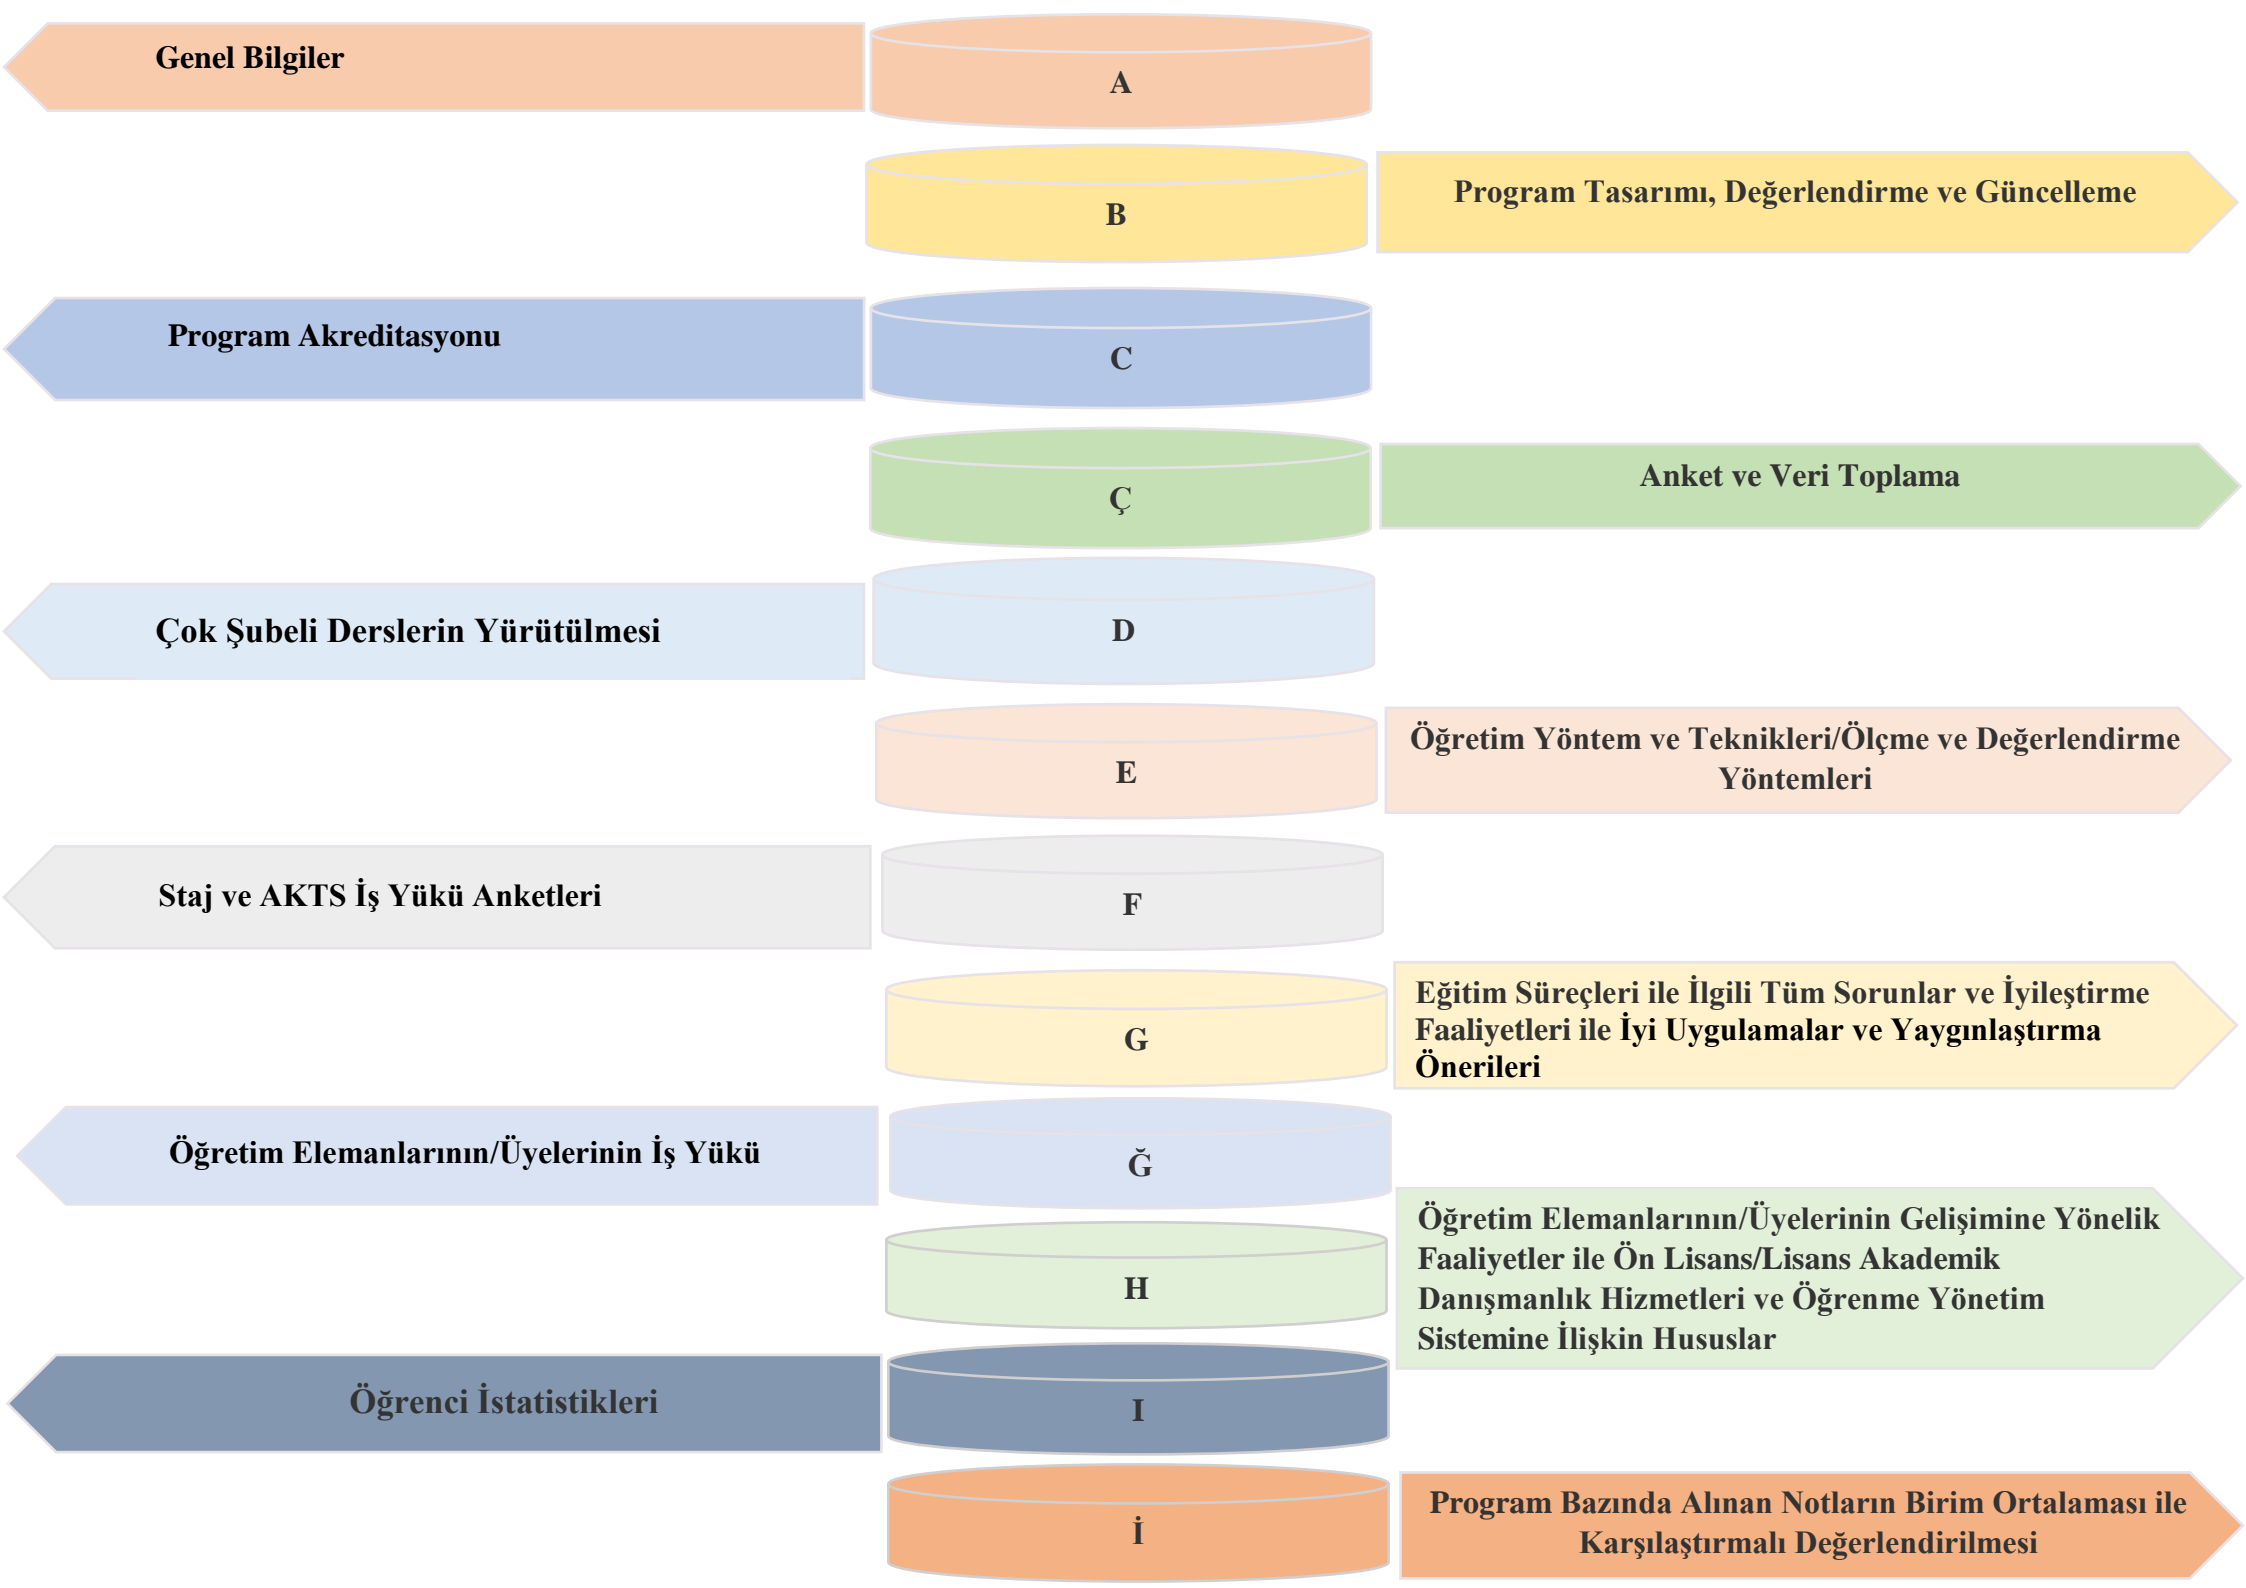 Genel Bilgiler
A
B
Program Tasarımı, Değerlendirme ve Güncelleme
Program Akreditasyonu
C
Ç
Anket ve Veri Toplama
Çok Şubeli Derslerin Yürütülmesi
D
E
Öğretim Yöntem ve Teknikleri/Ölçme ve Değerlendirme
Yöntemleri
Staj ve AKTS İş Yükü Anketleri
F
G
Eğitim Süreçleri ile İlgili Tüm Sorunlar ve İyileştirme
Faaliyetleri ile İyi Uygulamalar ve Yaygınlaştırma
Önerileri
Öğretim Elemanlarının/Üyelerinin İş Yükü
Ğ
H
Öğretim Elemanlarının/Üyelerinin Gelişimine Yönelik
Faaliyetler ile Ön Lisans/Lisans Akademik
Danışmanlık Hizmetleri ve Öğrenme Yönetim
Sistemine İlişkin Hususlar
Öğrenci İstatistikleri
I
İ
Program Bazında Alınan Notların Birim Ortalaması ile
Karşılaştırmalı Değerlendirilmesi